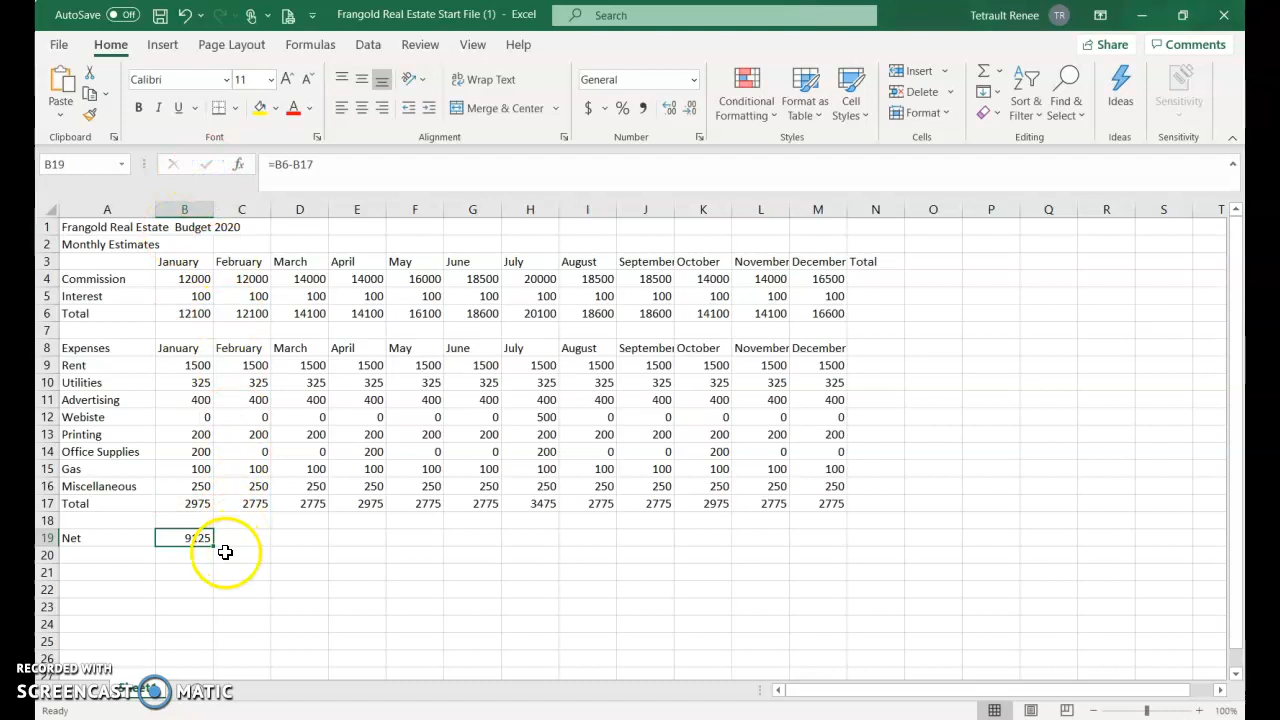 AutoSave Off Frangold Real Estate Start File (1) - Excel Search Tetrault Renee TR
File Home Insert Page Layout Formulas Data Review View Help Share Comments
Paste Calibri 11 Wrap Text General Conditional Formatting Format as Table Cell Styles Insert Sort & Filter Find & Select Ideas Sensitivity
B I U Merge & Center $ % Delete
Format
Clipboard Font Alignment Number Styles Cells Editing Ideas Sensitivity
B19 fx =B6-B17
A B C D E F G H I J K L M N O P Q R S T
1 Frangold Real Estate Budget 2020
2 Monthly Estimates
3 January February March April May June July August September October November December Total
4 Commission 12000 12000 14000 14000 16000 18500 20000 18500 18500 14000 14000 16500
5 Interest 100 100 100 100 100 100 100 100 100 100 100 100
6 Total 12100 12100 14100 14100 16100 18600 20100 18600 18600 14100 14100 16600
7
8 Expenses January February March April May June July August September October November December
9 Rent 1500 1500 1500 1500 1500 1500 1500 1500 1500 1500 1500 1500
10 Utilities 325 325 325 325 325 325 325 325 325 325 325 325
11 Advertising 400 400 400 400 400 400 400 400 400 400 400 400
12 Webiste 0 0 0 0 0 0 500 0 0 0 0 0
13 Printing 200 200 200 200 200 200 200 200 200 200 200 200
14 Office Supplies 200 0 0 200 0 0 200 0 0 200 0 0
15 Gas 100 100 100 100 100 100 100 100 100 100 100 100
16 Miscellaneous 250 250 250 250 250 250 250 250 250 250 250 250
17 Total 2975 2775 2775 2975 2775 2775 3475 2775 2775 2975 2775 2775
18
19 Net 9125
20
21
22
23
24
25
26
RECORDED WITH
SCREENCAST MATIC
Ready 100%